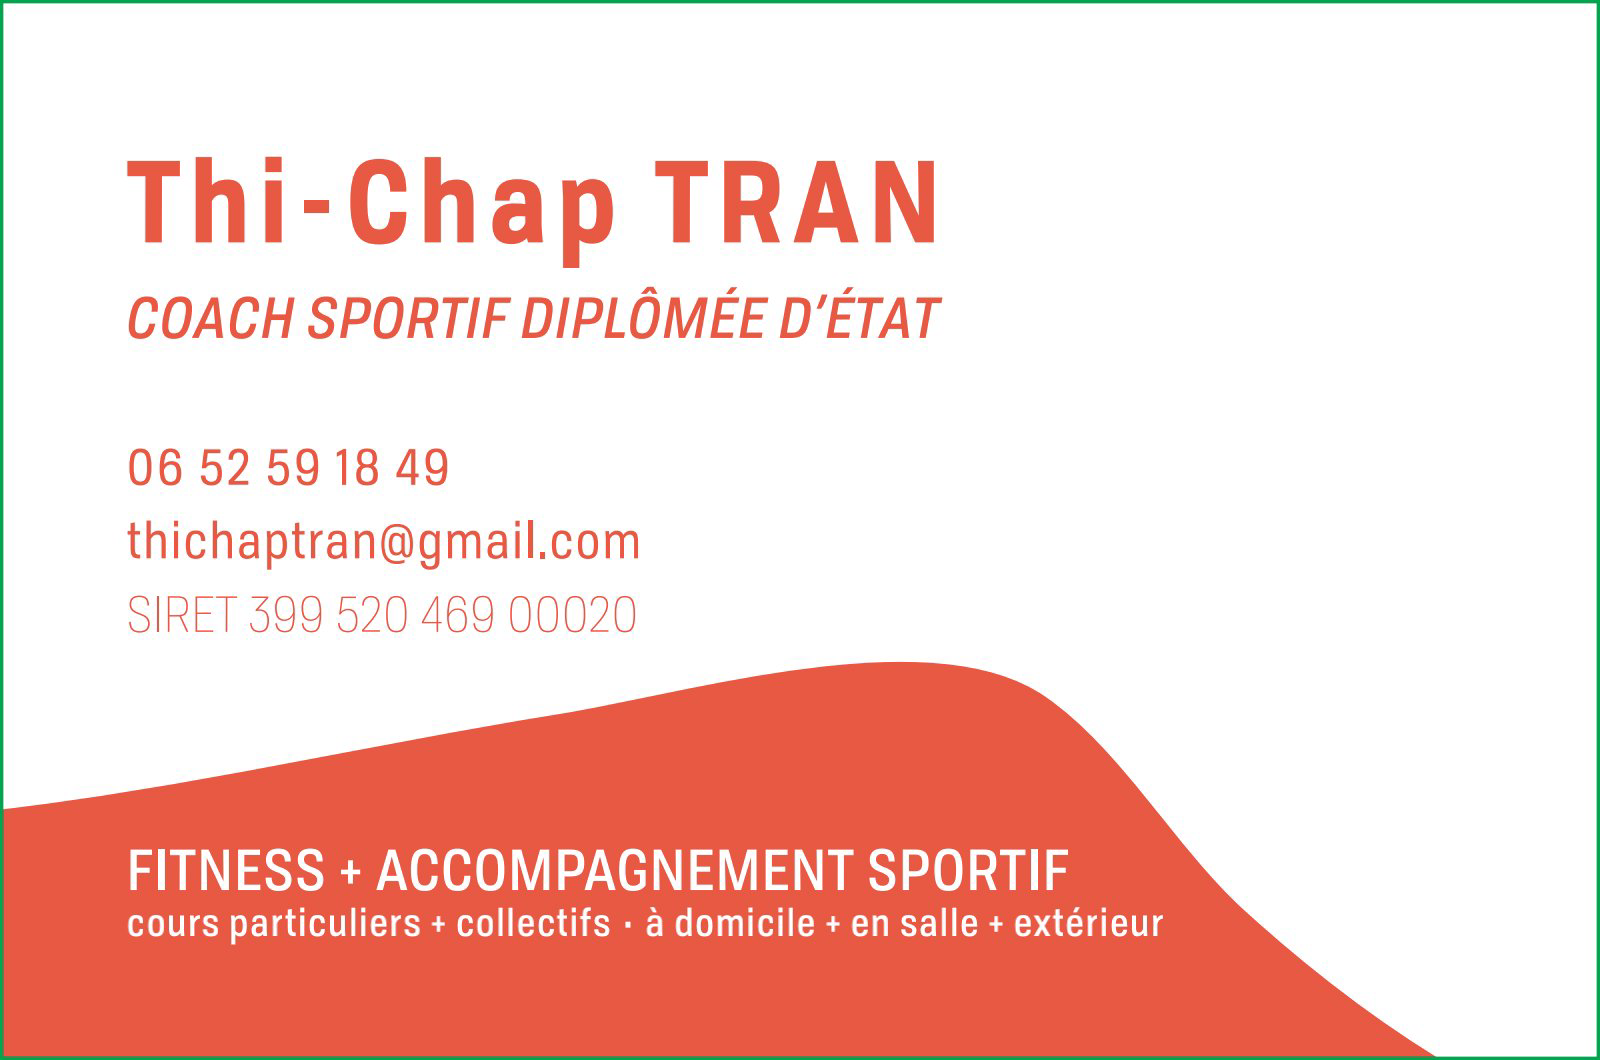 Thi-Chap TRAN
COACH SPORTIF DIPLÔMÉE D’ÉTAT
06 52 59 18 49
thichaptran@gmail.com
SIRET 399 520 469 00020
FITNESS + ACCOMPAGNEMENT SPORTIF
cours particuliers + collectifs · à domicile + en salle + extérieur